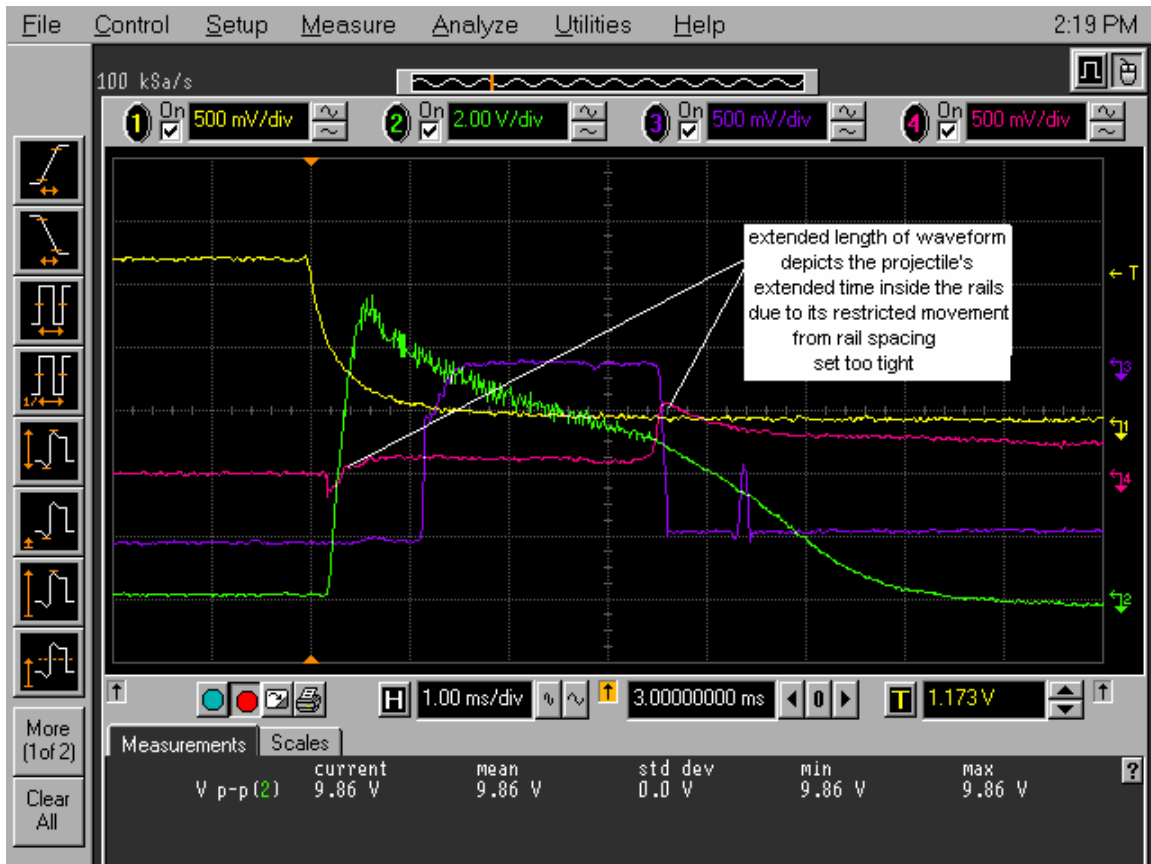 File Control Setup Measure Analyze Utilities Help 2:19 PM
100 kSa/s
1 On 500 mV/div 2 On 2.00 V/div 3 On 500 mV/div 4 On 500 mV/div
extended length of waveform
depicts the projectile's
extended time inside the rails
due to its restricted movement
from rail spacing
set too tight
T
3
1
4
2
1/
H 1.00 ms/div 3.00000000 ms 0 T 1.173 V
More
(1of 2)
Clear
All
Measurements Scales
?
current mean std dev min max
V p-p(2) 9.86 V 9.86 V 0.0 V 9.86 V 9.86 V